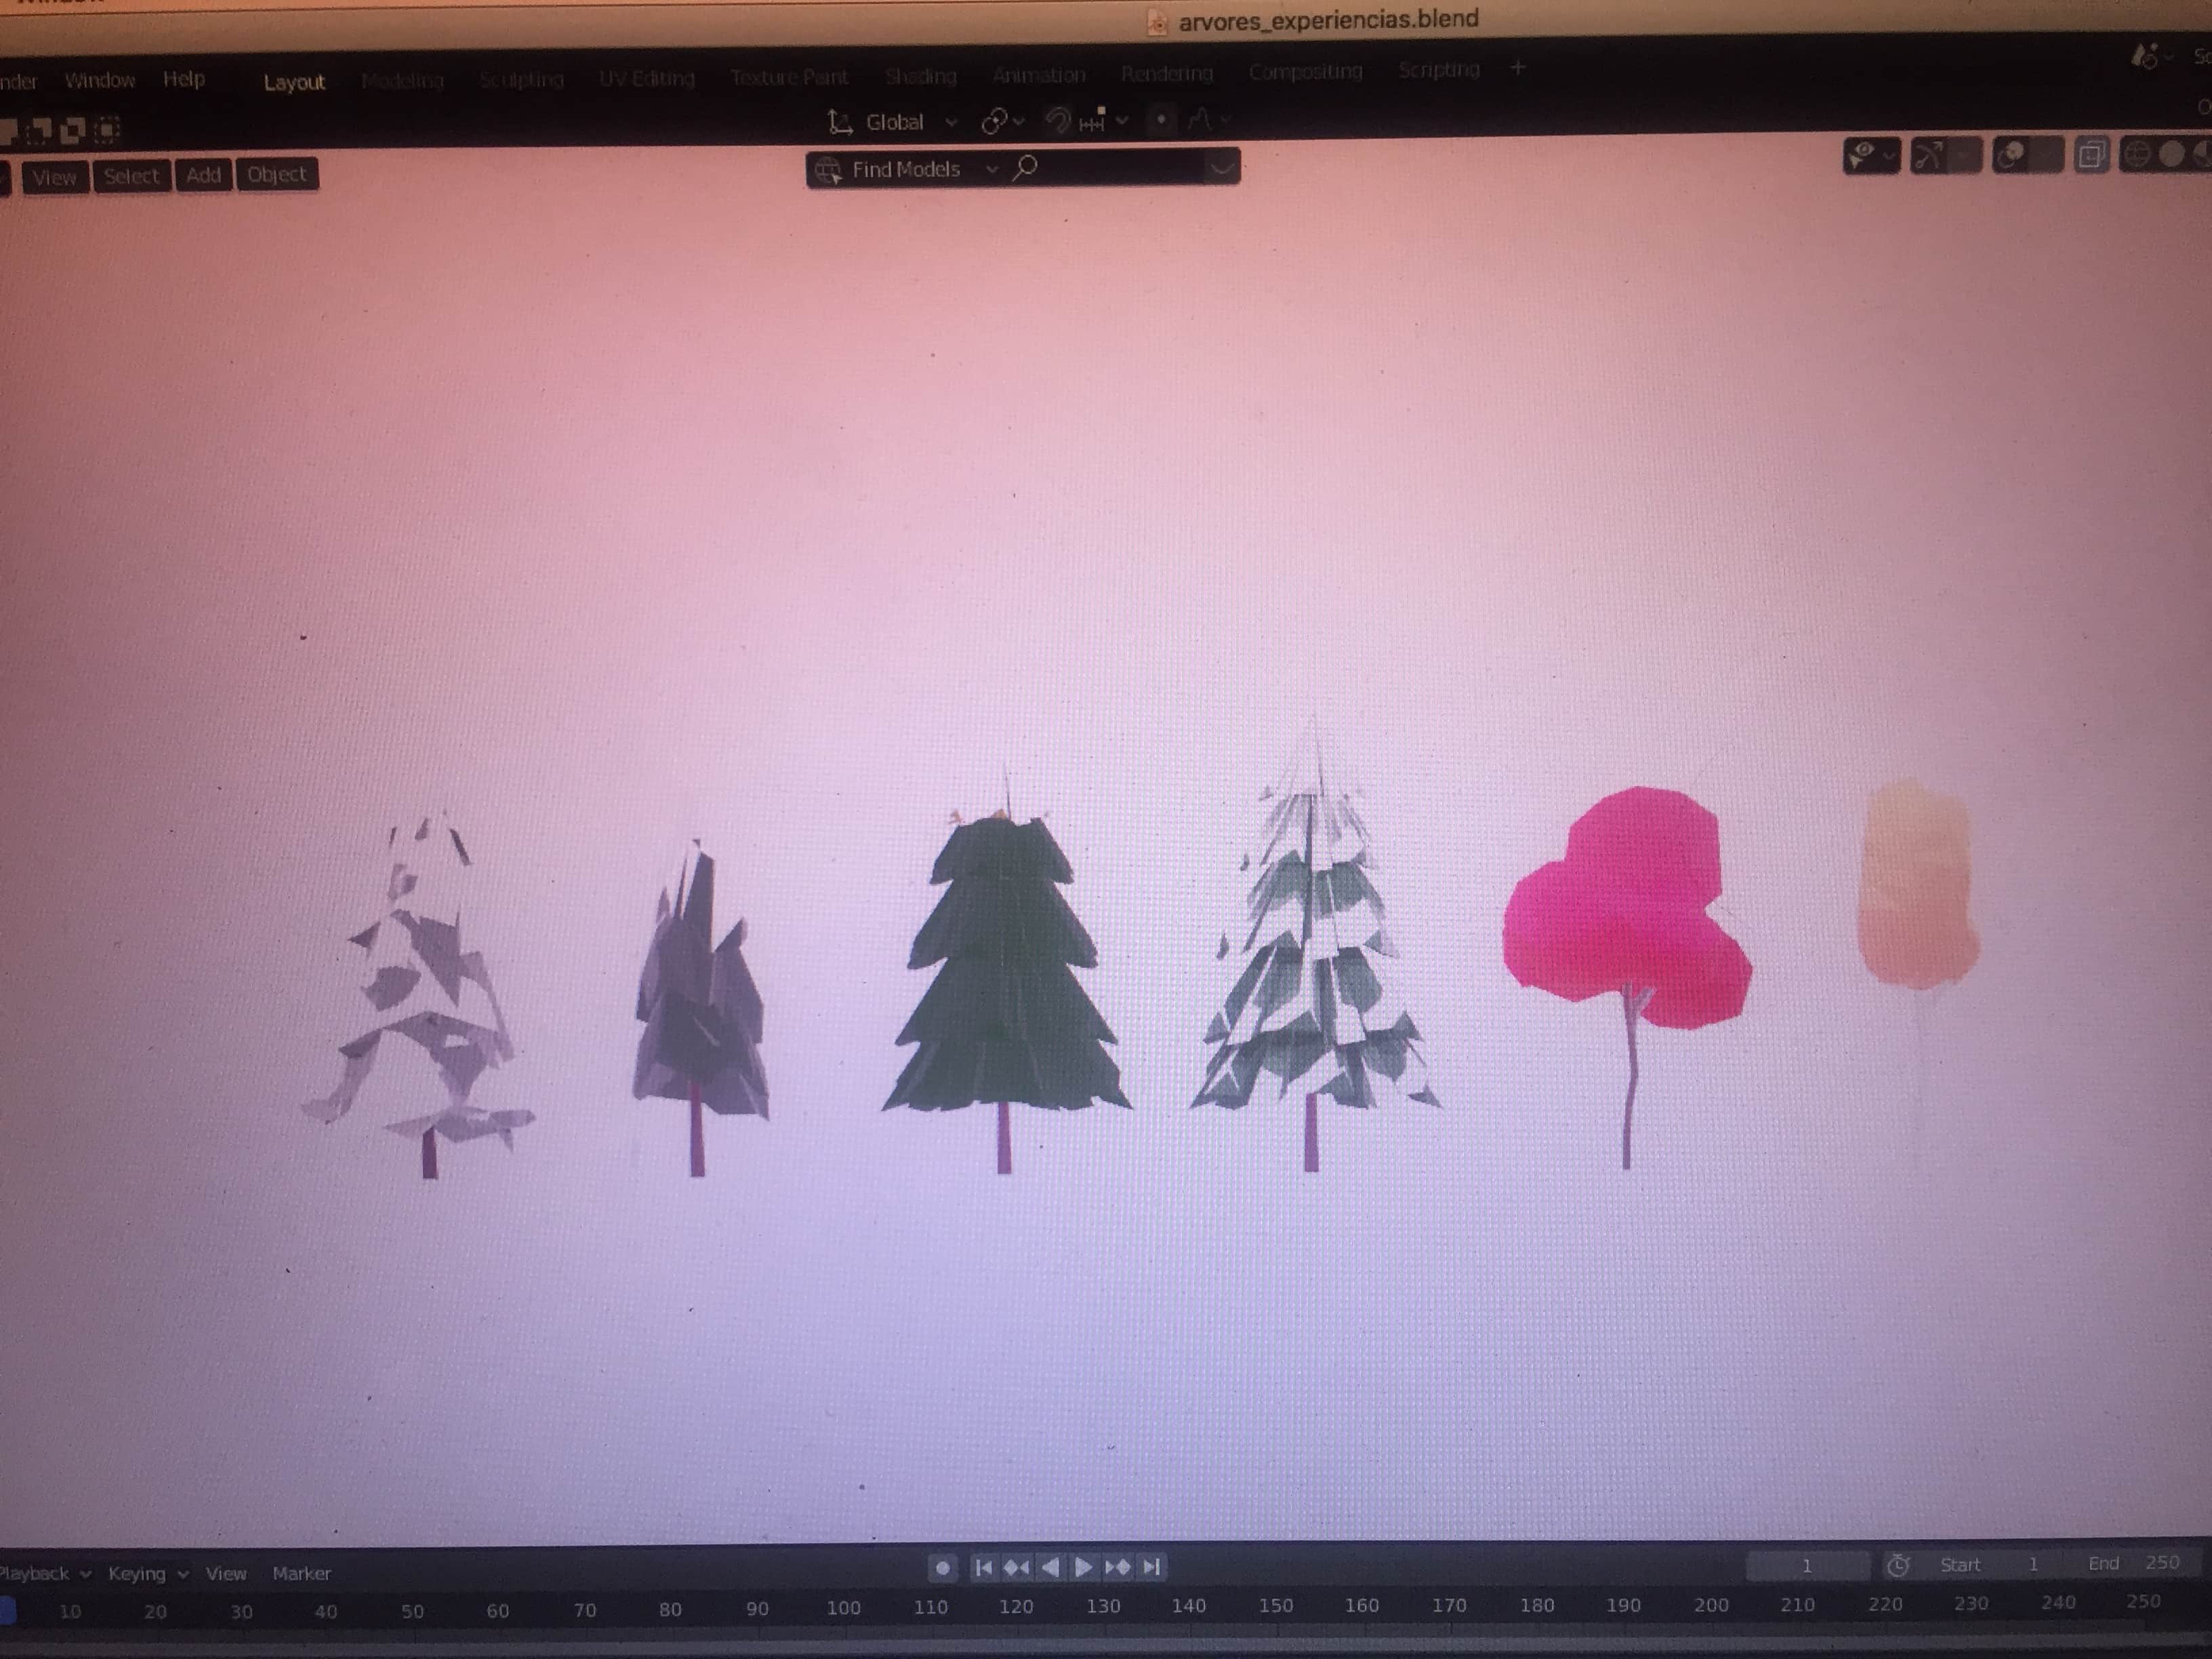 arvores_experiencias.blend
Window Help Layout Modeling Sculpting UV Editing Texture Paint Shading Animation Rendering Compositing Scripting +
Global
View Select Add Object
Find Models
Playback Keying View Marker
1 Start 1 End 250
10 20 30 40 50 60 70 80 90 100 110 120 130 140 150 160 170 180 190 200 210 220 230 240 250